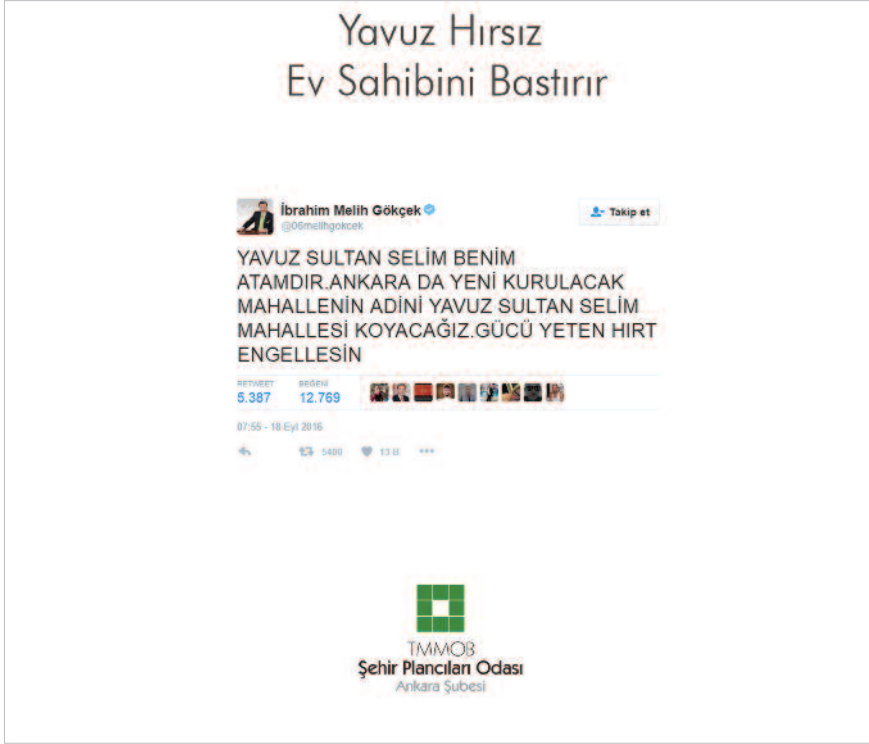 Yavuz Hırsız
Ev Sahibini Bastırır
İbrahim Melih Gökçek
@06melihgokcek
Takip et
YAVUZ SULTAN SELİM BENİM
ATAMDIR.ANKARA DA YENİ KURULACAK
MAHALLENİN ADİNİ YAVUZ SULTAN SELİM
MAHALLESİ KOYACAĞIZ.GÜCÜ YETEN HIRT
ENGELLESİN
RETWEET BEĞENİ
5.387 12.769
07:55 - 18 Eyl 2016
5400 13 B
TMMOB
Şehir Plancıları Odası
Ankara Şubesi